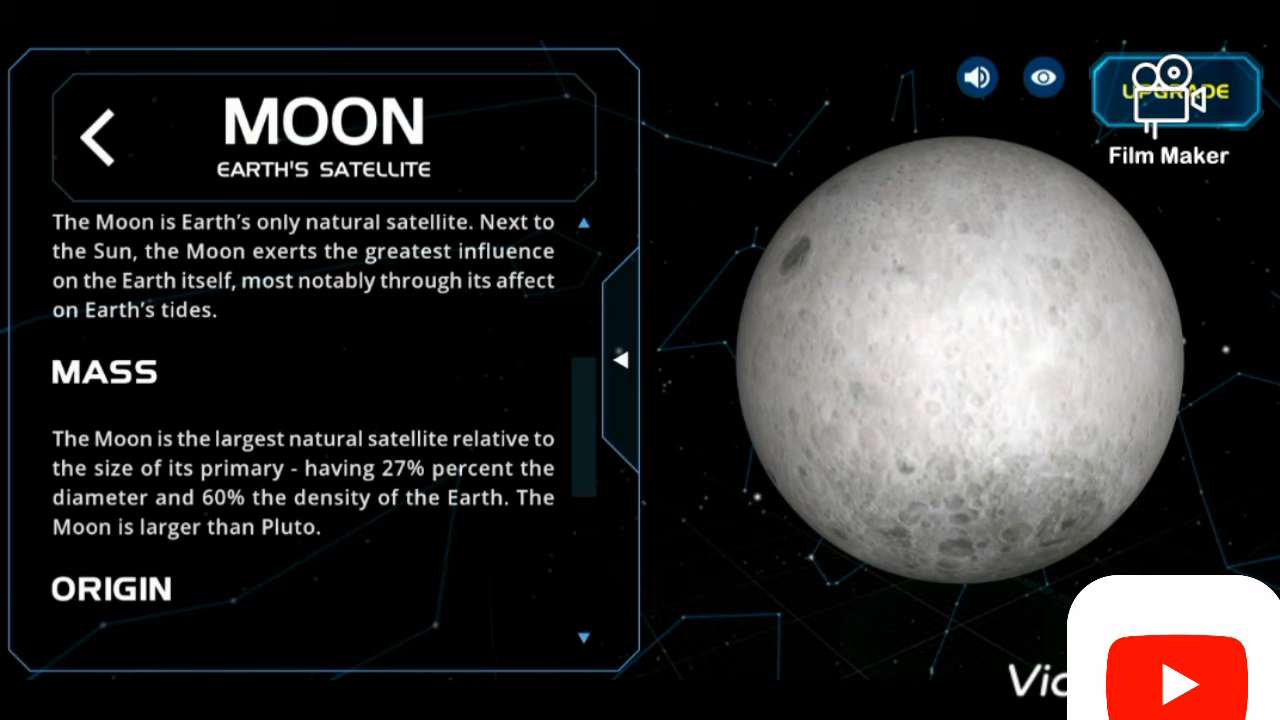 MOON
EARTH'S SATELLITE
The Moon is Earth’s only natural satellite. Next to
the Sun, the Moon exerts the greatest influence
on the Earth itself, most notably through its affect
on Earth’s tides.
MASS
The Moon is the largest natural satellite relative to
the size of its primary - having 27% percent the
diameter and 60% the density of the Earth. The
Moon is larger than Pluto.
ORIGIN
UPGRADE
Film Maker